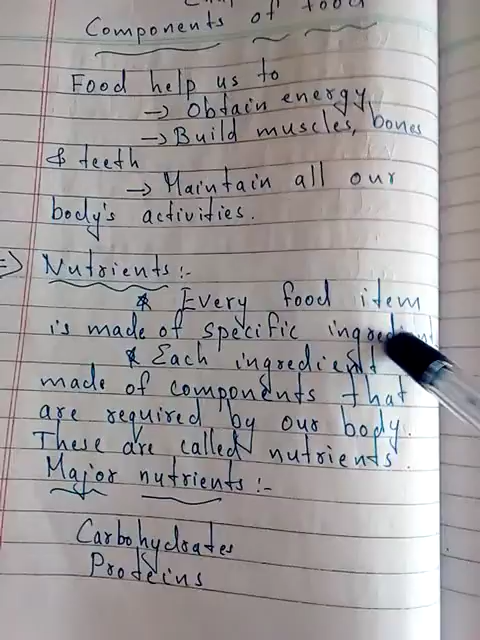 Components of food
Food help us to
→ Obtain energy
→ Build muscles, bones
& teeth
→ Maintain all our
body's activities.
⇒ Nutrients :-
* Every food item
is made of specific
* Each ingredient
made of components that
are required by our body.
These are called nutrients.
Major nutrients :-
Carbohydrates
Proteins